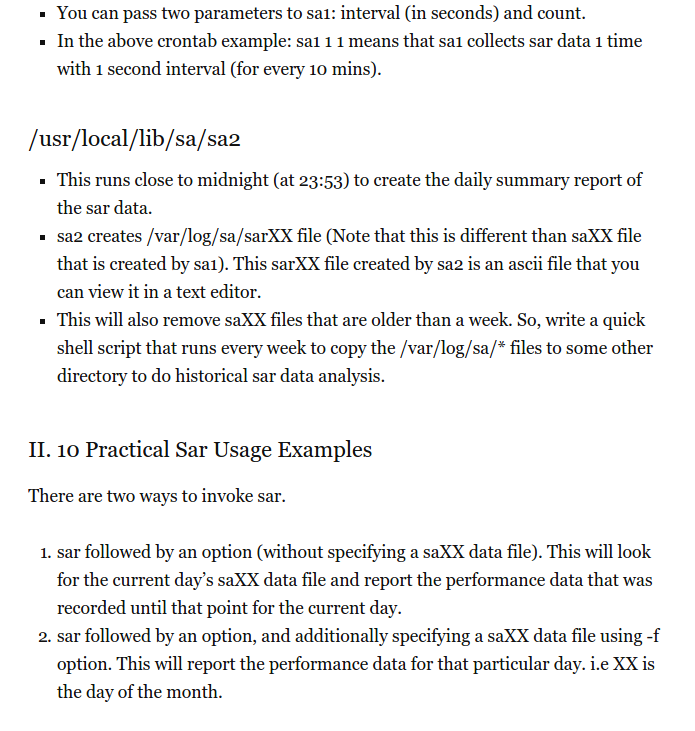 ▪ You can pass two parameters to sa1: interval (in seconds) and count.
▪ In the above crontab example: sa1 1 1 means that sa1 collects sar data 1 time
with 1 second interval (for every 10 mins).
/usr/local/lib/sa/sa2
▪ This runs close to midnight (at 23:53) to create the daily summary report of
the sar data.
▪ sa2 creates /var/log/sa/sarXX file (Note that this is different than saXX file
that is created by sa1). This sarXX file created by sa2 is an ascii file that you
can view it in a text editor.
▪ This will also remove saXX files that are older than a week. So, write a quick
shell script that runs every week to copy the /var/log/sa/* files to some other
directory to do historical sar data analysis.
II. 10 Practical Sar Usage Examples
There are two ways to invoke sar.
1. sar followed by an option (without specifying a saXX data file). This will look
for the current day’s saXX data file and report the performance data that was
recorded until that point for the current day.
2. sar followed by an option, and additionally specifying a saXX data file using -f
option. This will report the performance data for that particular day. i.e XX is
the day of the month.